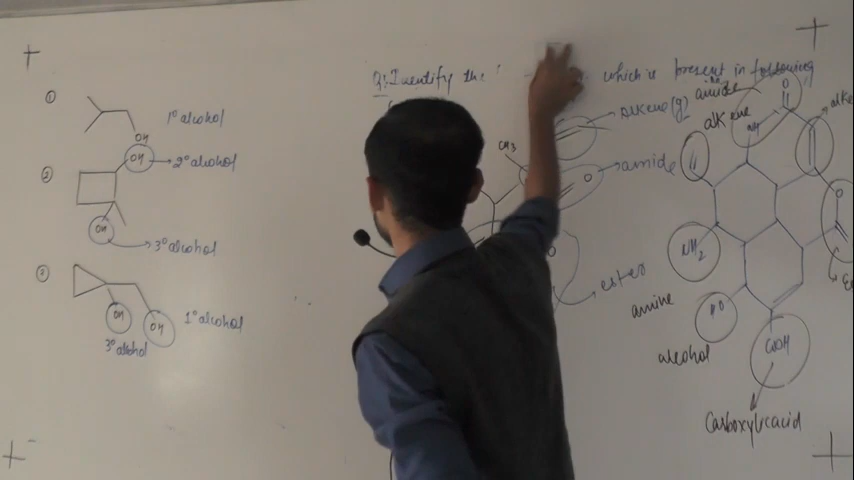 ①
OH
1° alcohol
②
OH
2° alcohol
OH
3° alcohol
OH
OH
1° alcohol
3° alcohol
Q: Identify the
which is present in following
CH3
Alkene(g)
amide
O
ester
amide
alkene
O
NH
O
NH2
amine
HO
alcohol
COOH
Carboxylic acid